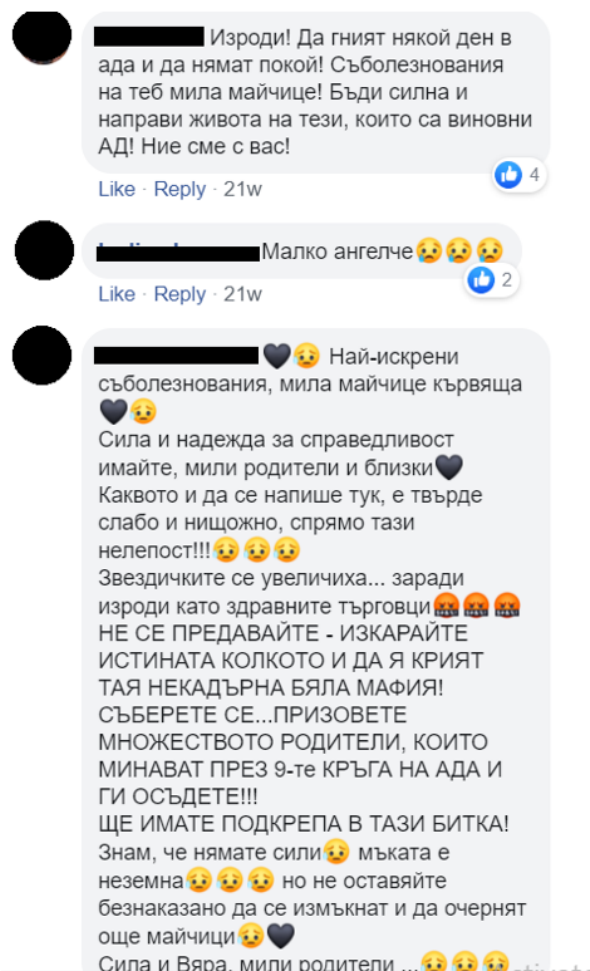 Изроди! Да гният някой ден в
ада и да нямат покой! Съболезнования
на теб мила майчице! Бъди силна и
направи живота на тези, които са виновни
АД! Ние сме с вас!
4
Like · Reply · 21w
Малко ангелче😢😢😢
2
Like · Reply · 21w
🖤😥 Най-искрени
съболезнования, мила майчице кървяща
🖤😥
Сила и надежда за справедливост
имайте, мили родители и близки🖤
Каквото и да се напише тук, е твърде
слабо и нищожно, спрямо тази
нелепост!!!😥😥😥
Звездичките се увеличиха... заради
изроди като здравните търговци🤬🤬🤬
НЕ СЕ ПРЕДАВАЙТЕ - ИЗКАРАЙТЕ
ИСТИНАТА КОЛКОТО И ДА Я КРИЯТ
ТАЯ НЕКАДЪРНА БЯЛА МАФИЯ!
СЪБЕРЕТЕ СЕ...ПРИЗОВЕТЕ
МНОЖЕСТВОТО РОДИТЕЛИ, КОИТО
МИНАВАТ ПРЕЗ 9-те КРЪГА НА АДА И
ГИ ОСЪДЕТЕ!!!
ЩЕ ИМАТЕ ПОДКРЕПА В ТАЗИ БИТКА!
Знам, че нямате сили😥 мъката е
неземна😥😥😥 но не оставяйте
безнаказано да се измъкнат и да очернят
още майчици😥🖤
Сила и Вяра, мили родители ...😥😥😥